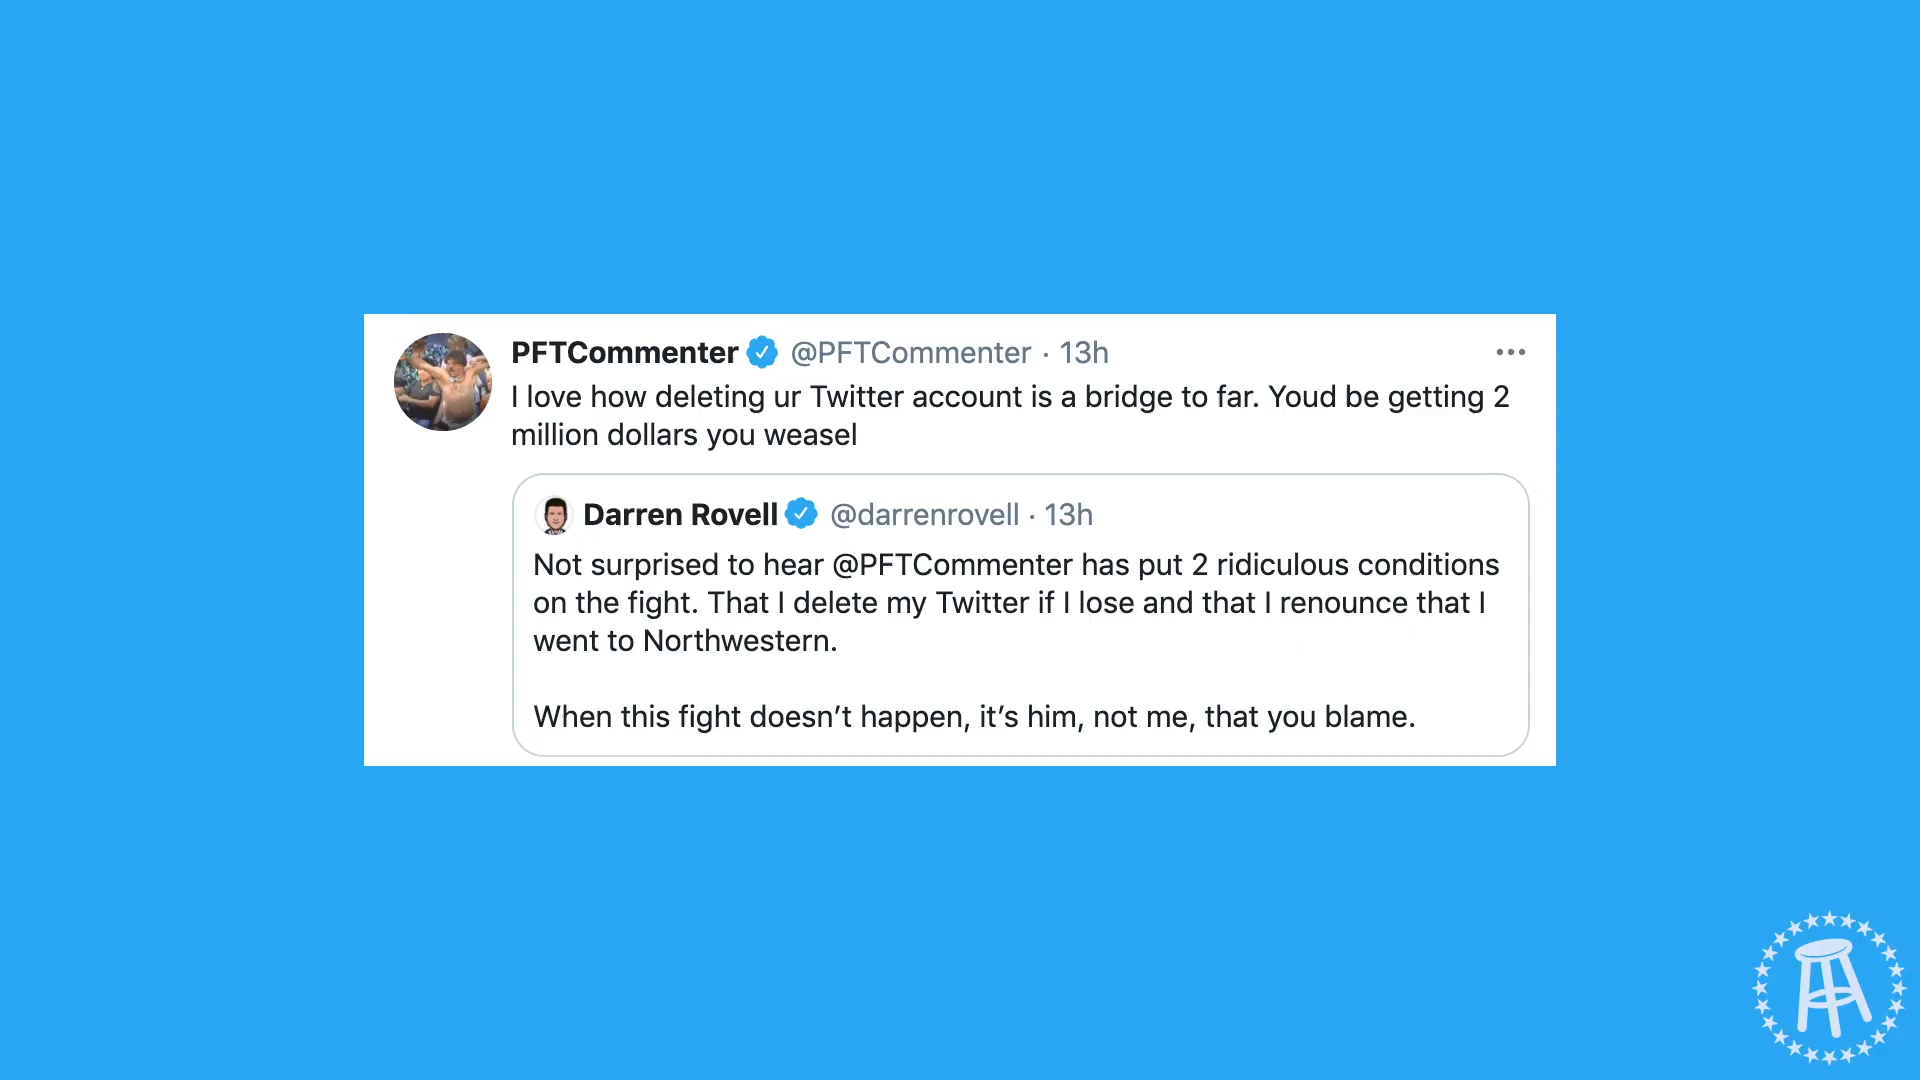 PFTCommenter @PFTCommenter · 13h
I love how deleting ur Twitter account is a bridge to far. Youd be getting 2
million dollars you weasel
Darren Rovell @darrenrovell · 13h
Not surprised to hear @PFTCommenter has put 2 ridiculous conditions
on the fight. That I delete my Twitter if I lose and that I renounce that I
went to Northwestern.
When this fight doesn’t happen, it’s him, not me, that you blame.